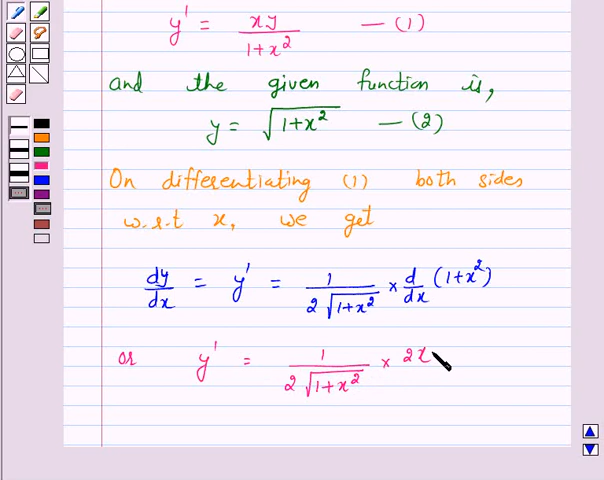 y' = xy / (1+x²) — (1)
and the given function is,
y = √(1+x²) — (2)
On differentiating (1) both sides
w.r.t x, we get
dy/dx = y' = 1 / (2√(1+x²)) × d/dx (1+x²)
or y' = 1 / (2√(1+x²)) × 2x